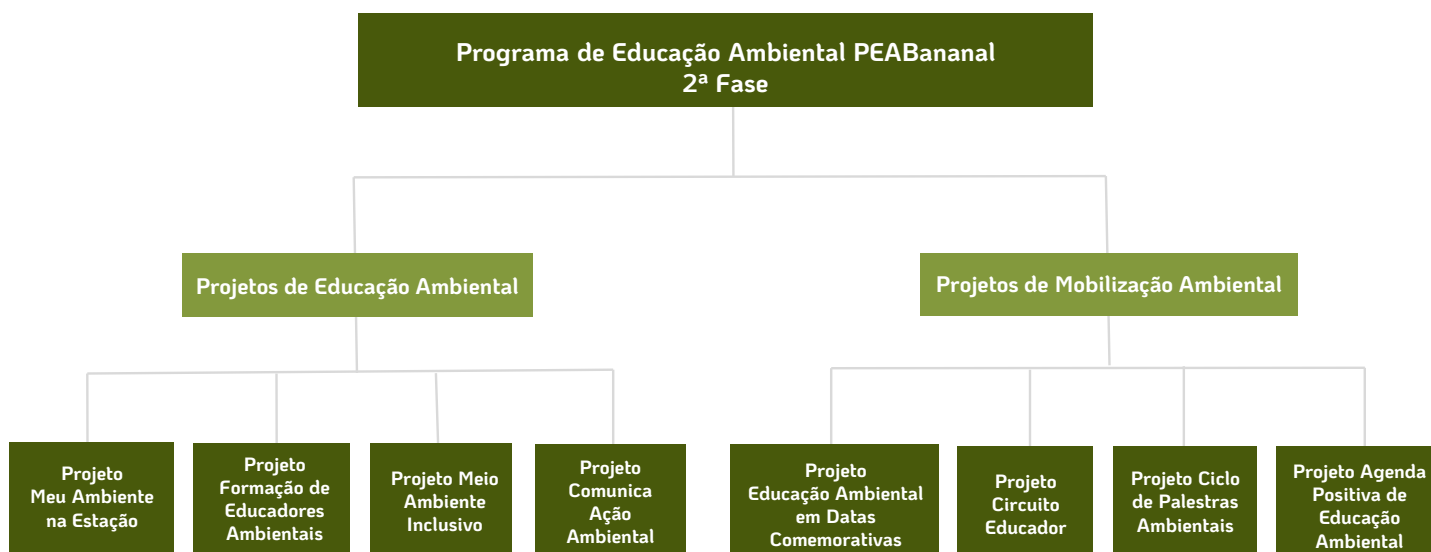 Programa de Educação Ambiental PEABananal
2ª Fase
Projetos de Educação Ambiental
Projetos de Mobilização Ambiental
Projeto
Meu Ambiente
na Estação
Projeto
Formação de
Educadores
Ambientais
Projeto Meio
Ambiente
Inclusivo
Projeto
Comunica
Ação
Ambiental
Projeto
Educação Ambiental
em Datas
Comemorativas
Projeto
Circuito
Educador
Projeto Ciclo
de Palestras
Ambientais
Projeto Agenda
Positiva de
Educação
Ambiental